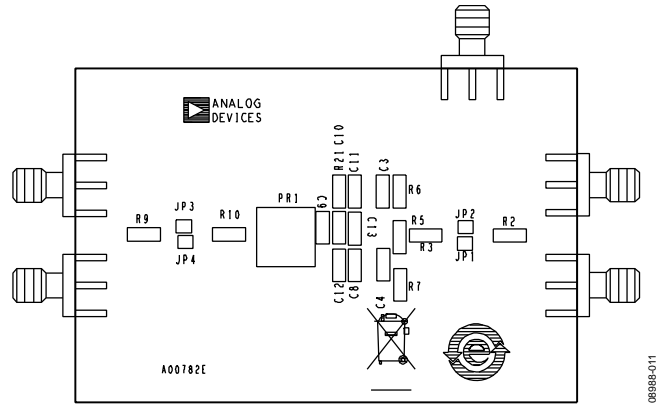 ANALOG
DEVICES
R21
C10
C11
C3
R6
JP3
R9
R10
JP4
PR1
C9
C13
R5
R3
JP2
JP1
R2
C12
C8
C4
R7
A00782E
e
08988-011